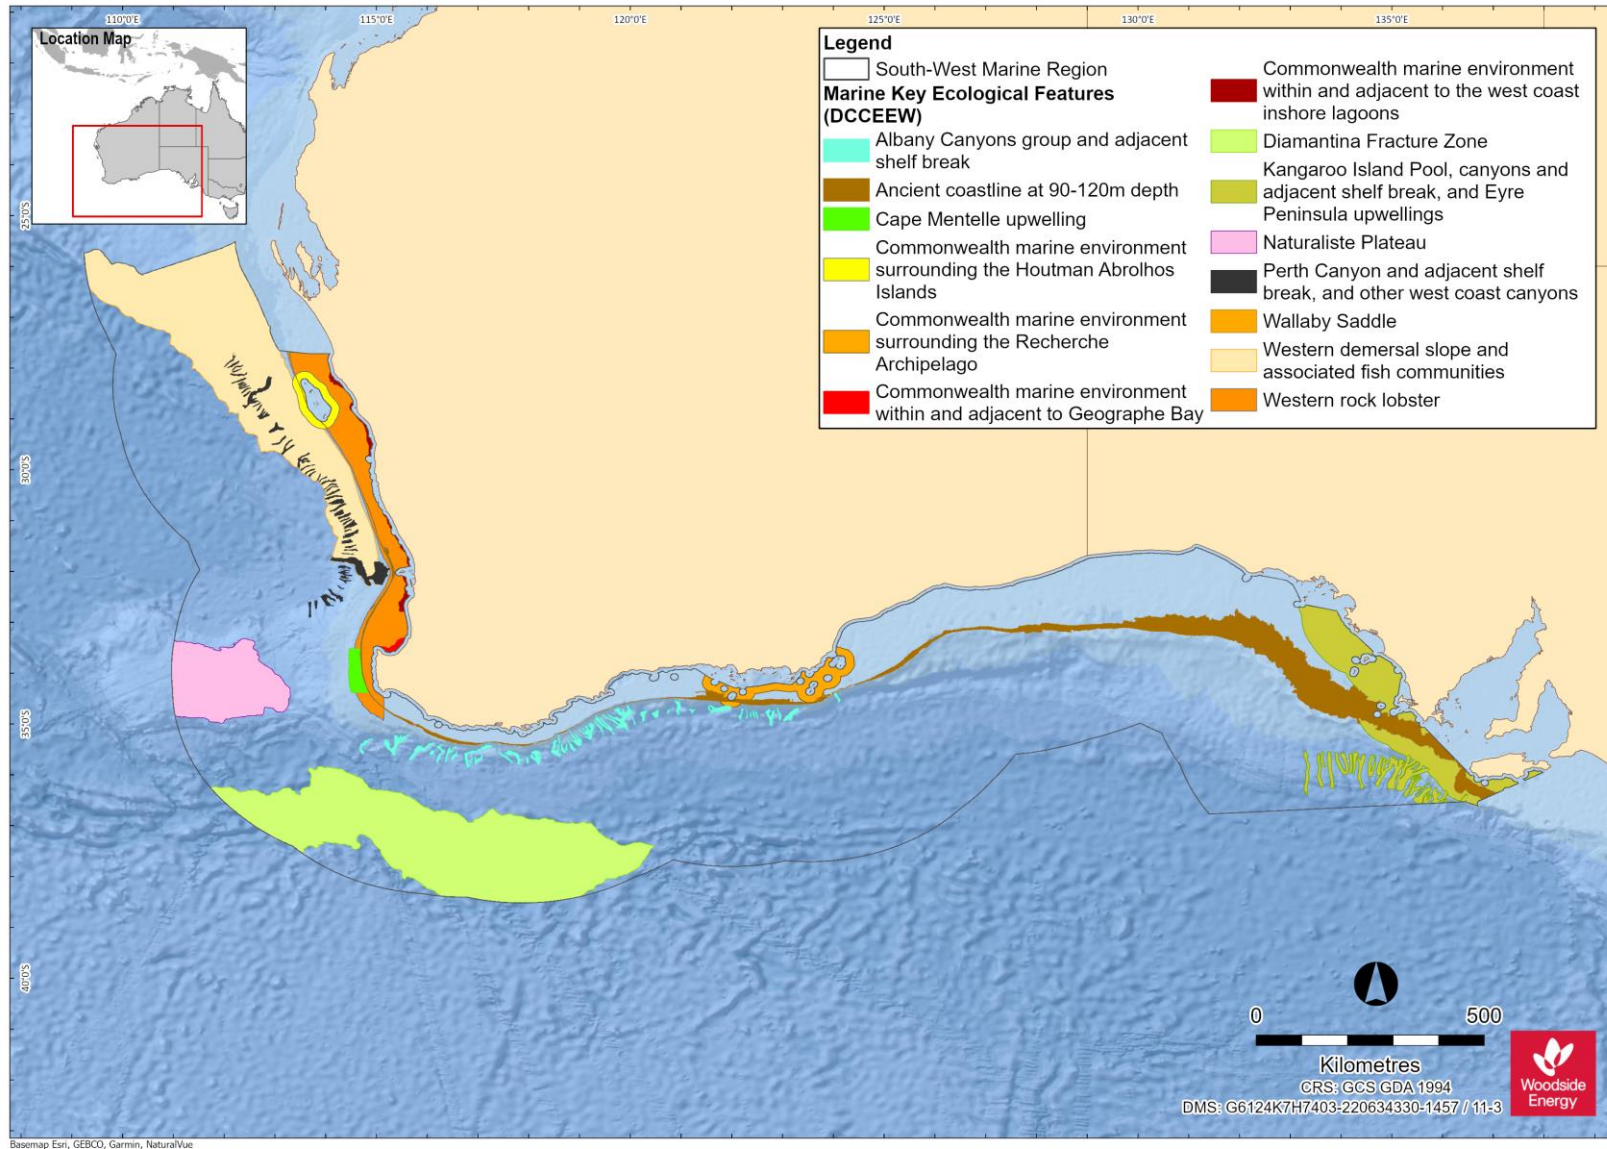 110°0'E
115°0'E
120°0'E
125°0'E
130°0'E
135°0'E
Location Map
25°0'S
30°0'S
35°0'S
40°0'S
Legend
South-West Marine Region
Marine Key Ecological Features
(DCCEEW)
Albany Canyons group and adjacent
shelf break
Ancient coastline at 90-120m depth
Cape Mentelle upwelling
Commonwealth marine environment
surrounding the Houtman Abrolhos
Islands
Commonwealth marine environment
surrounding the Recherche
Archipelago
Commonwealth marine environment
within and adjacent to Geographe Bay
Commonwealth marine environment
within and adjacent to the west coast
inshore lagoons
Diamantina Fracture Zone
Kangaroo Island Pool, canyons and
adjacent shelf break, and Eyre
Peninsula upwellings
Naturaliste Plateau
Perth Canyon and adjacent shelf
break, and other west coast canyons
Wallaby Saddle
Western demersal slope and
associated fish communities
Western rock lobster
0 500
Kilometres
CRS: GCS GDA 1994
DMS: G6124K7H7403-220634330-1457 / 11-3
Woodside
Energy
Basemap Esri, GEBCO, Garmin, NaturalVue